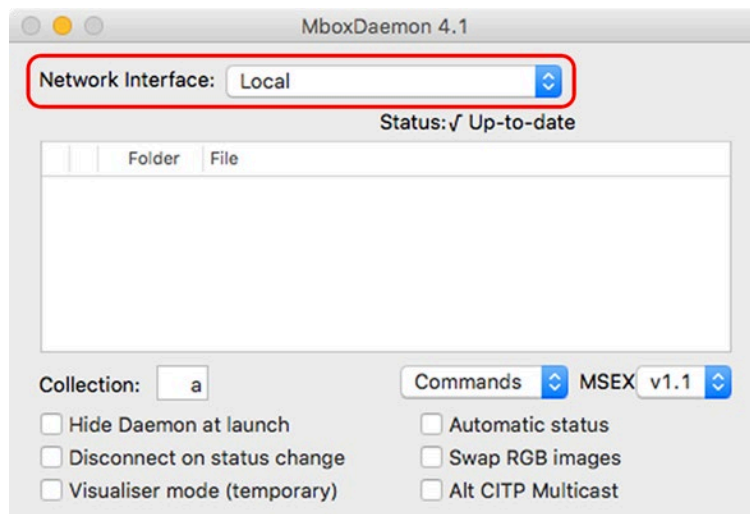 MboxDaemon 4.1
Network Interface: Local
Status:√ Up-to-date
Folder File
Collection: a Commands MSEX v1.1
Hide Daemon at launch Automatic status
Disconnect on status change Swap RGB images
Visualiser mode (temporary) Alt CITP Multicast